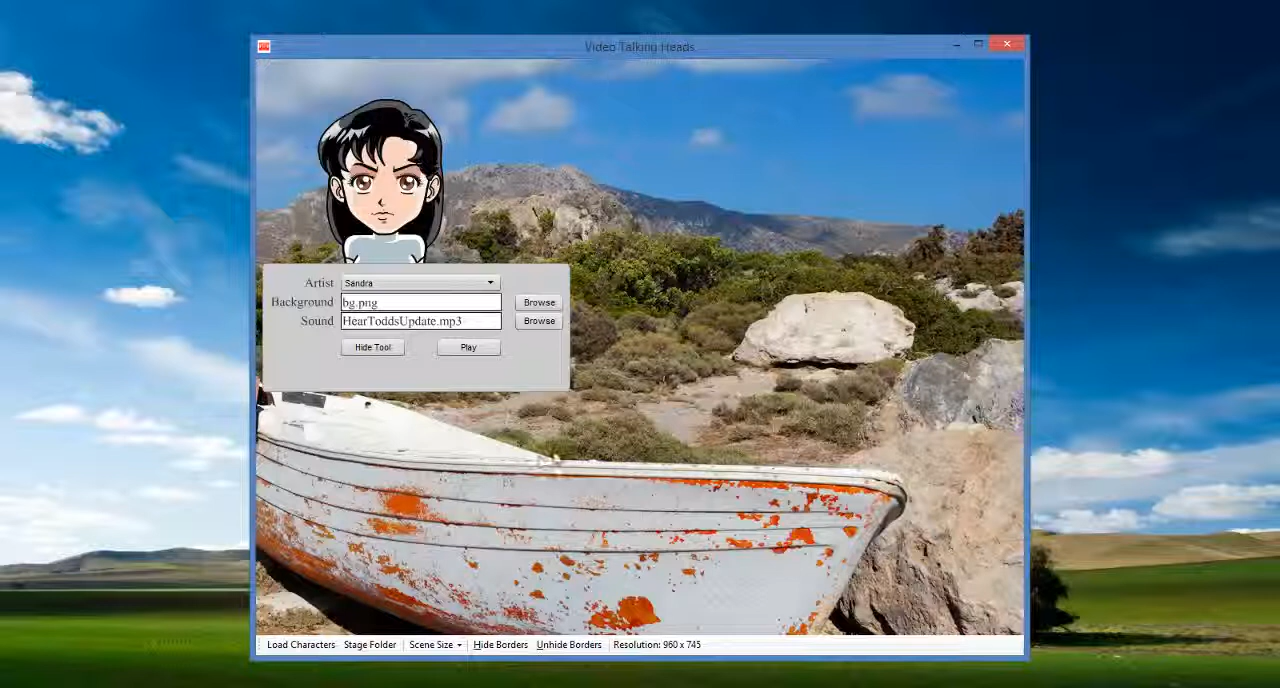 Video Talking Heads
Artist Sandra
Background bg.png Browse
Sound HearToddsUpdate.mp3 Browse
Hide Tool Play
Load Characters Stage Folder Scene Size Hide Borders Unhide Borders Resolution: 960 x 745